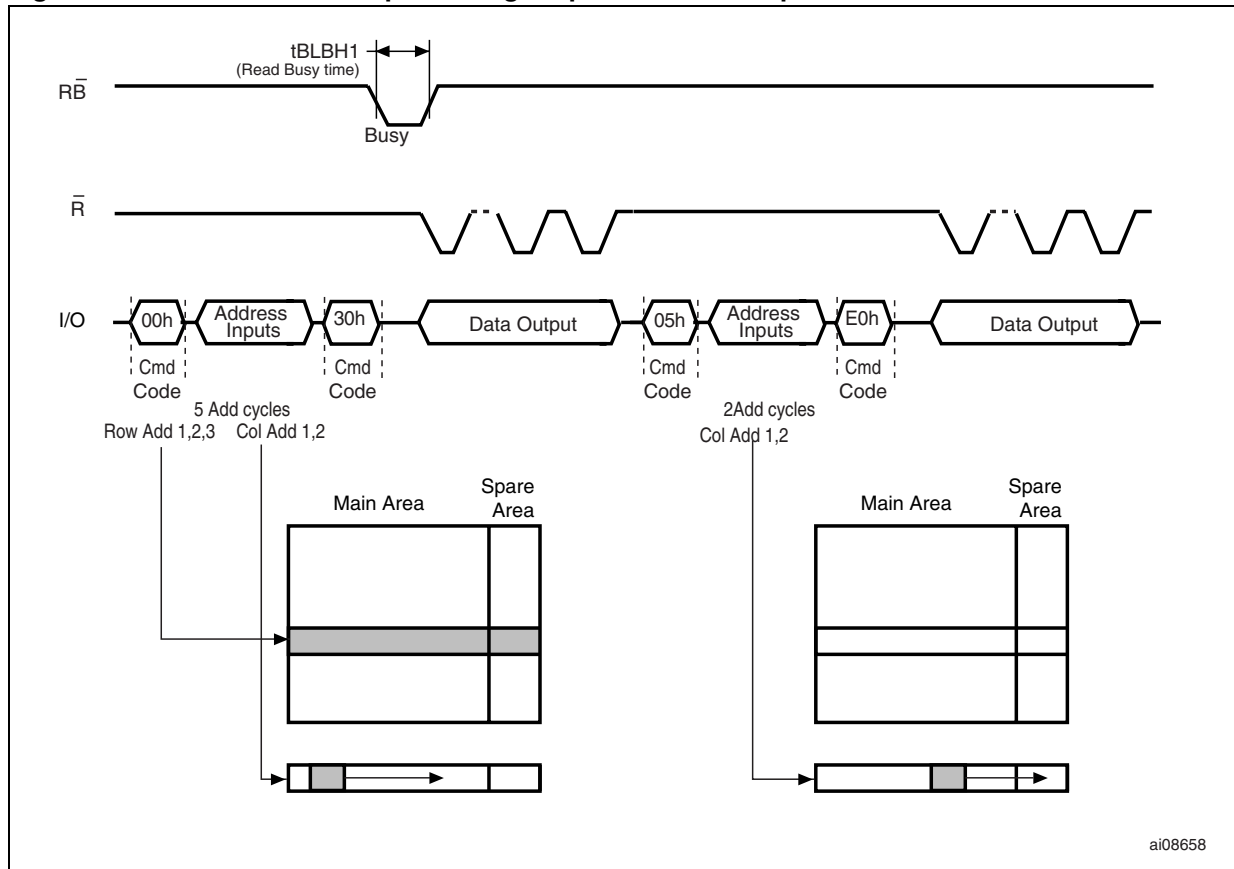 tBLBH1
(Read Busy time)
RB̅
Busy
R̅
I/O
00h
Address
Inputs
30h
Data Output
05h
Address
Inputs
E0h
Data Output
Cmd
Code
Cmd
Code
Cmd
Code
Cmd
Code
5 Add cycles
Row Add 1,2,3 Col Add 1,2
2Add cycles
Col Add 1,2
Main Area
Spare
Area
Main Area
Spare
Area
ai08658